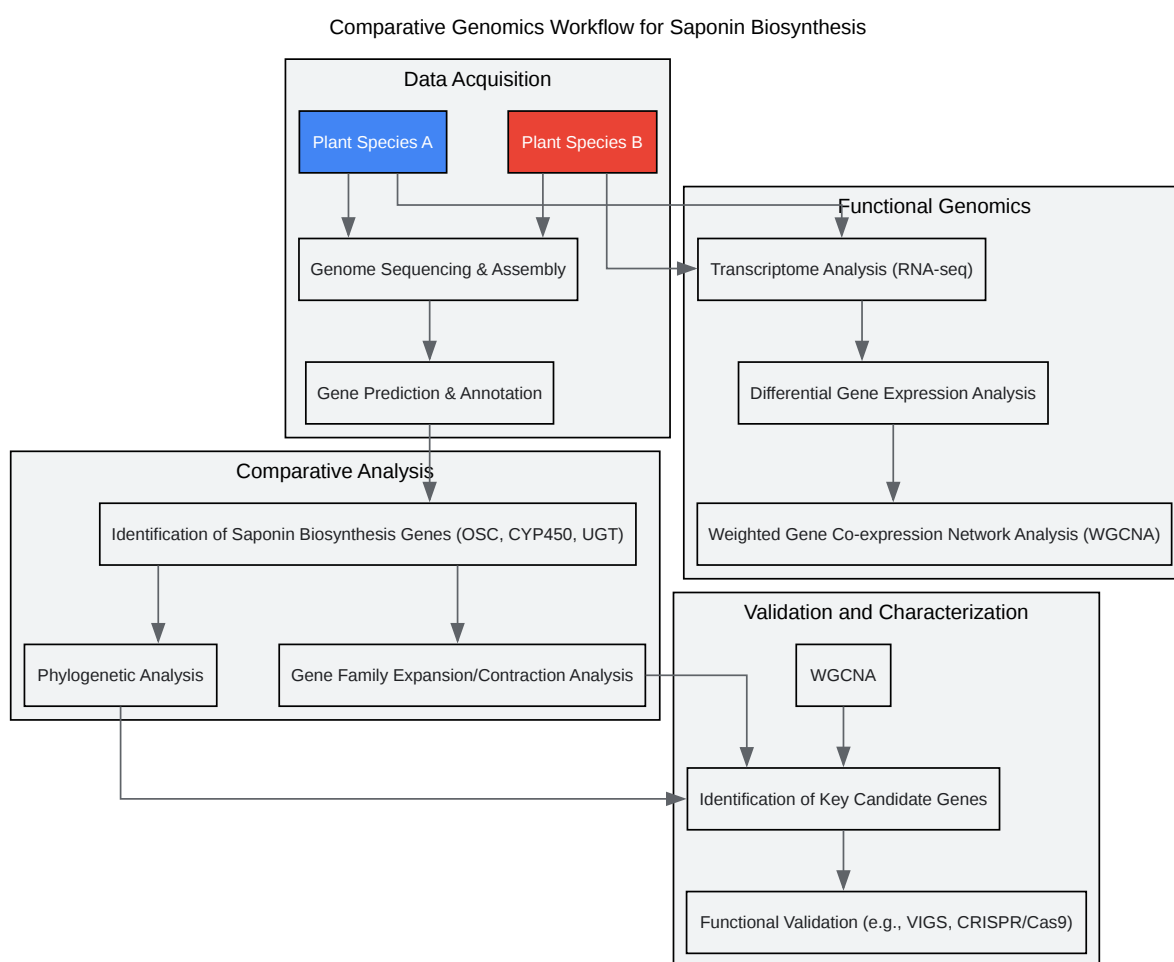 Comparative Genomics Workflow for Saponin Biosynthesis
Data Acquisition
Plant Species A
Plant Species B
Genome Sequencing & Assembly
Gene Prediction & Annotation
Functional Genomics
Transcriptome Analysis (RNA-seq)
Differential Gene Expression Analysis
Weighted Gene Co-expression Network Analysis (WGCNA)
Comparative Analysis
Identification of Saponin Biosynthesis Genes (OSC, CYP450, UGT)
Phylogenetic Analysis
Gene Family Expansion/Contraction Analysis
Validation and Characterization
WGCNA
Identification of Key Candidate Genes
Functional Validation (e.g., VIGS, CRISPR/Cas9)